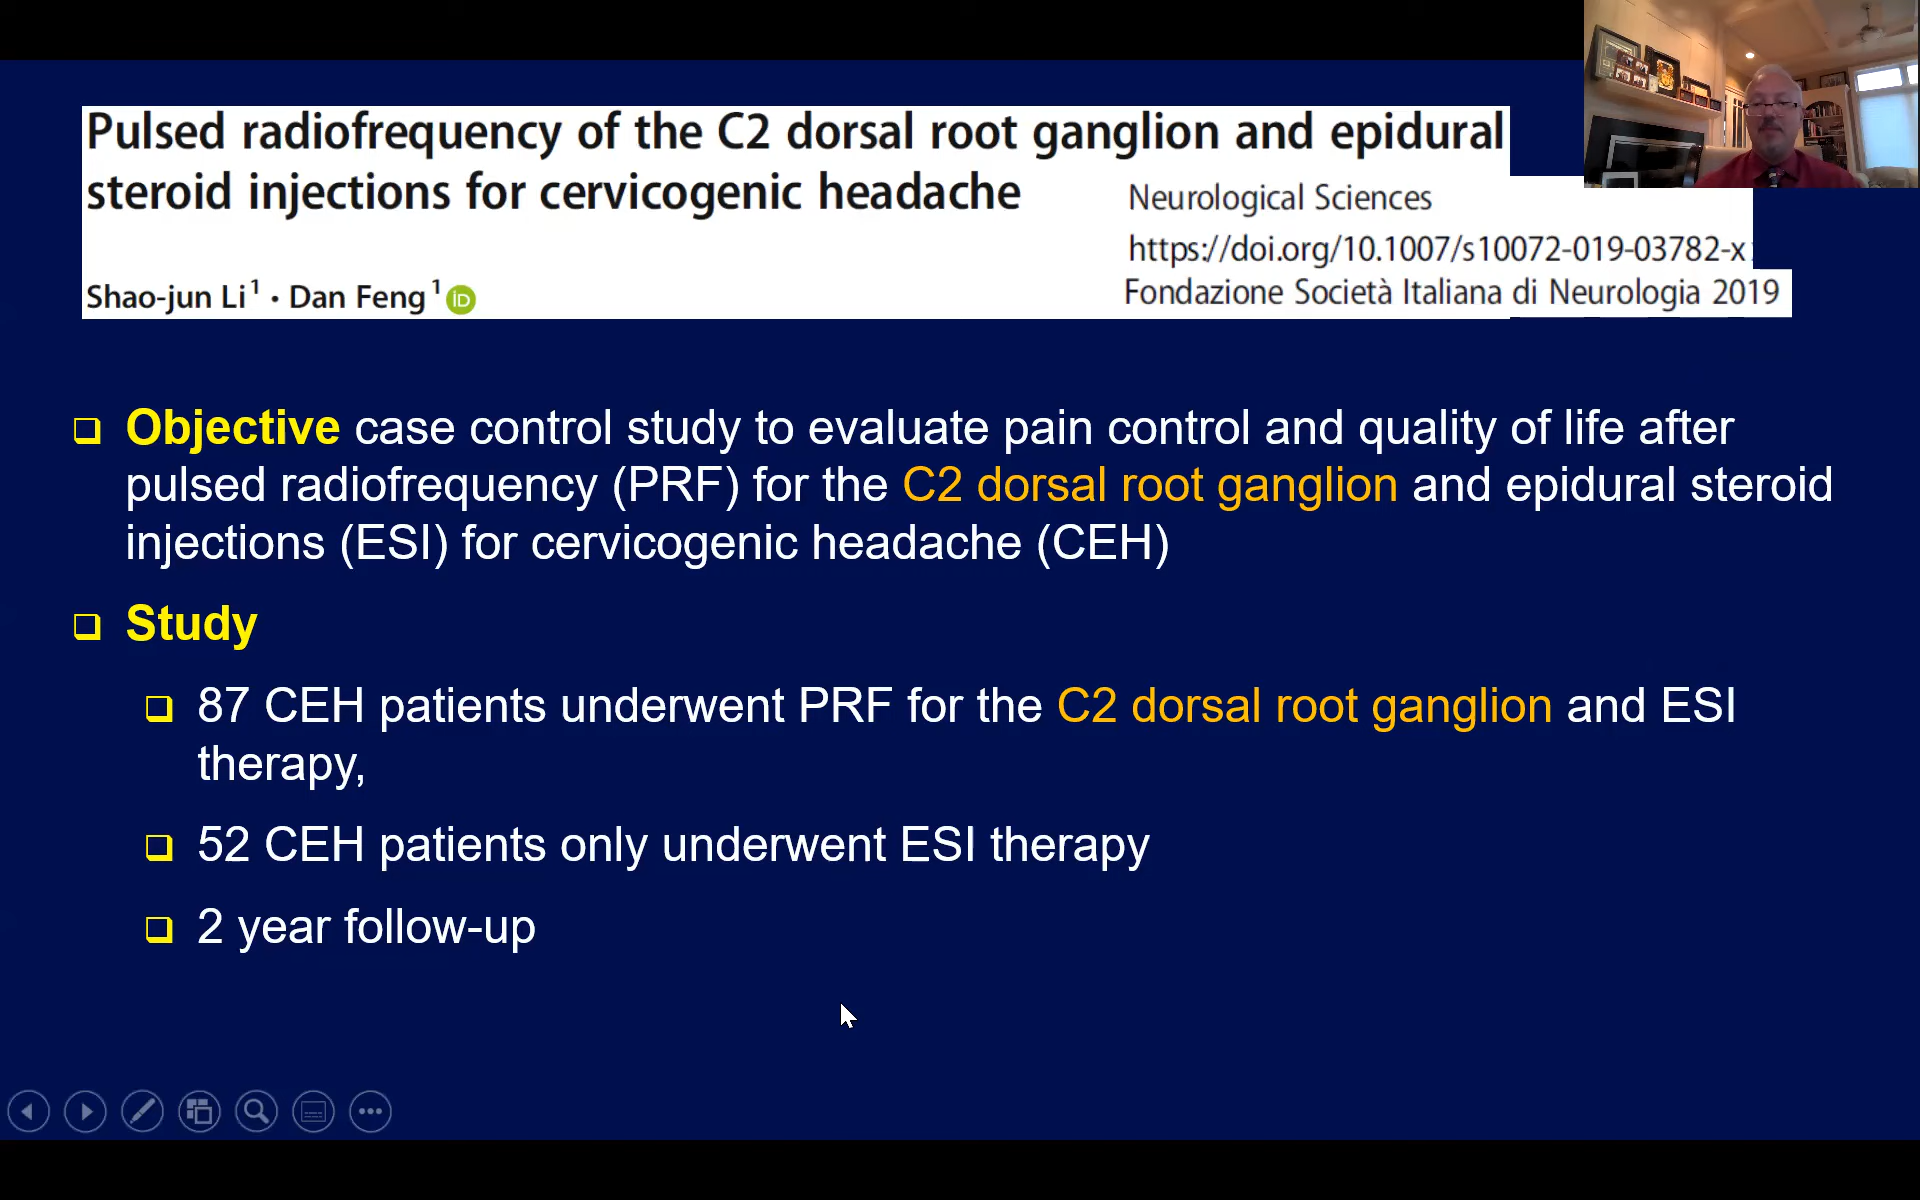 Pulsed radiofrequency of the C2 dorsal root ganglion and epidural
steroid injections for cervicogenic headache
Neurological Sciences
https://doi.org/10.1007/s10072-019-03782-x
Shao-jun Li1 · Dan Feng1 iD
Fondazione Società Italiana di Neurologia 2019
Objective case control study to evaluate pain control and quality of life after
pulsed radiofrequency (PRF) for the C2 dorsal root ganglion and epidural steroid
injections (ESI) for cervicogenic headache (CEH)
Study
87 CEH patients underwent PRF for the C2 dorsal root ganglion and ESI
therapy,
52 CEH patients only underwent ESI therapy
2 year follow-up